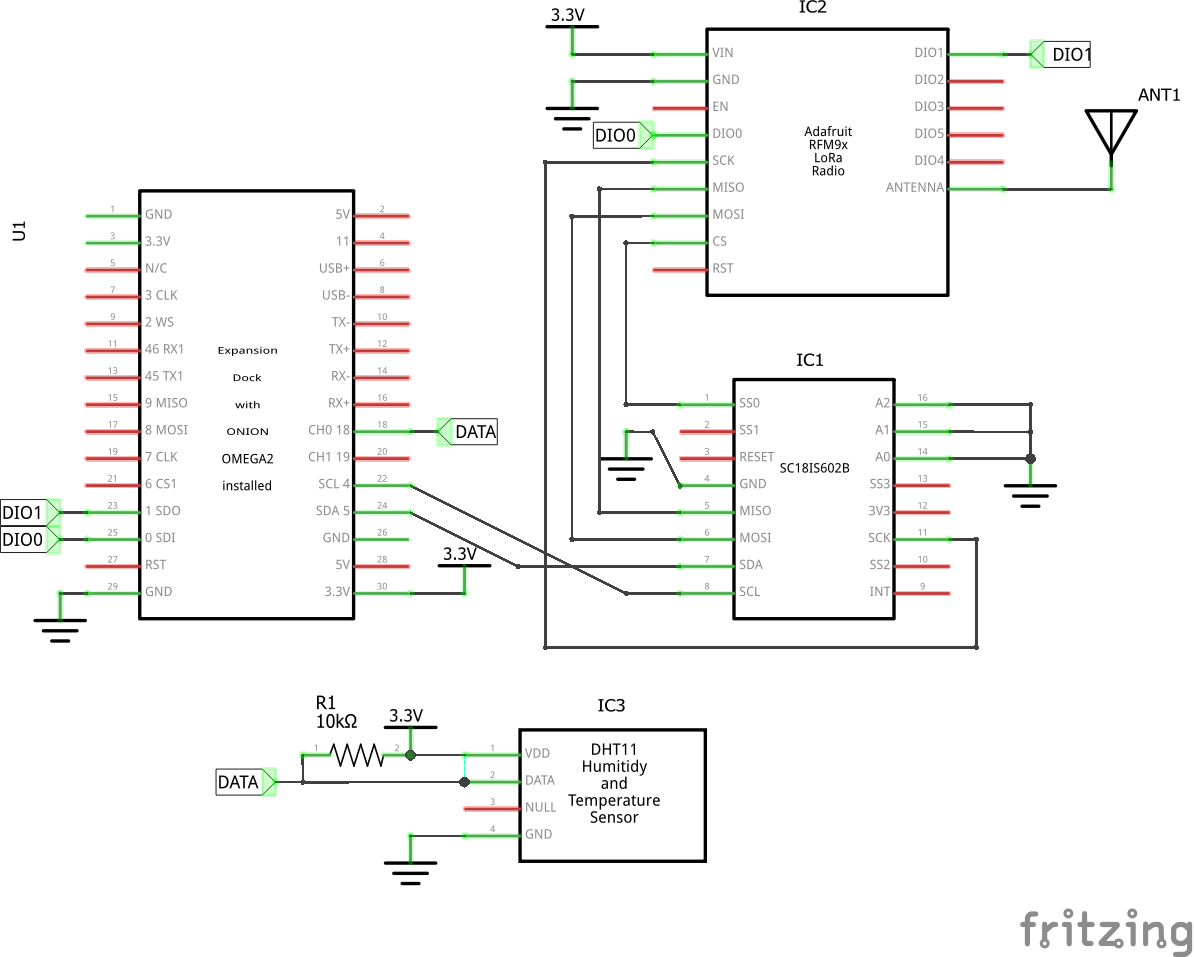 3.3V
IC2
VIN
GND
EN
DIO0
DIO0
SCK
MISO
MOSI
CS
RST
Adafruit
RFM9x
LoRa
Radio
DIO1
DIO1
DIO2
DIO3
DIO5
DIO4
ANTENNA
ANT1
U1
1 GND
3 3.3V
5 N/C
7 3 CLK
9 2 WS
11 46 RX1
13 45 TX1
15 9 MISO
17 8 MOSI
19 7 CLK
21 6 CS1
DIO1 23 1 SDO
DIO0 25 0 SDI
27 RST
29 GND
Expansion
Dock
with
ONION
OMEGA2
installed
5V 2
11 4
USB+ 6
USB- 8
TX- 10
TX+ 12
RX- 14
RX+ 16
CH0 18 18 DATA
CH1 19 20
SCL 4 22
SDA 5 24
GND 26
5V 28
3.3V 30
3.3V
IC1
1 SS0
2 SS1
3 RESET
4 GND
5 MISO
6 MOSI
7 SDA
8 SCL
SC18IS602B
A2 16
A1 15
A0 14
SS3 13
3V3 12
SCK 11
SS2 10
INT 9
R1
10kΩ
1 2
3.3V
DATA
IC3
1 VDD
2 DATA
3 NULL
4 GND
DHT11
Humitidy
and
Temperature
Sensor
fritzing